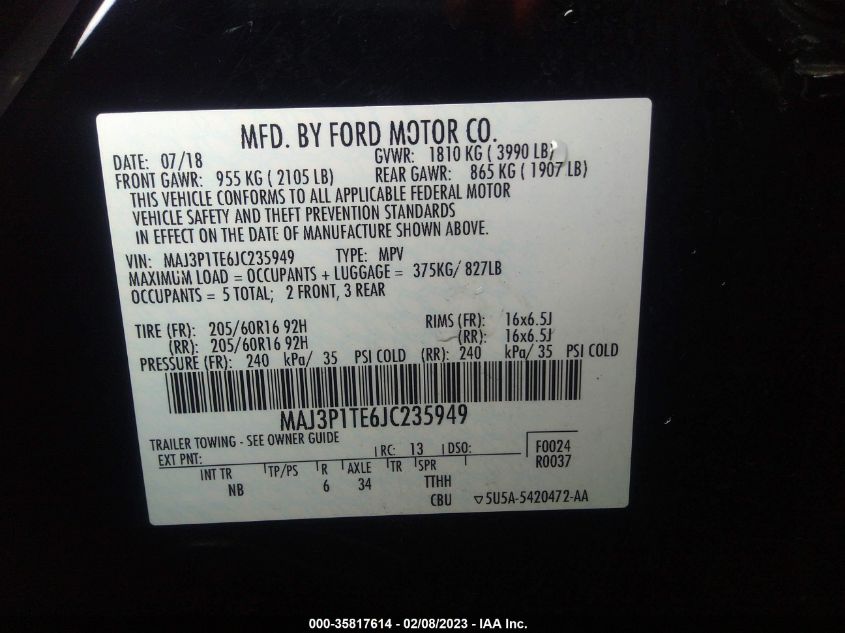 MFD. BY FORD MOTOR CO.
DATE: 07/18 GVWR: 1810 KG ( 3990 LB)
FRONT GAWR: 955 KG ( 2105 LB) REAR GAWR: 865 KG ( 1907 LB)
THIS VEHICLE CONFORMS TO ALL APPLICABLE FEDERAL MOTOR
VEHICLE SAFETY AND THEFT PREVENTION STANDARDS
IN EFFECT ON THE DATE OF MANUFACTURE SHOWN ABOVE.
VIN: MAJ3P1TE6JC235949 TYPE: MPV
MAXIMUM LOAD = OCCUPANTS + LUGGAGE = 375KG/ 827LB
OCCUPANTS = 5 TOTAL; 2 FRONT, 3 REAR
TIRE (FR): 205/60R16 92H RIMS (FR): 16x6.5J
(RR): 205/60R16 92H (RR): 16x6.5J
PRESSURE (FR): 240 kPa/ 35 PSI COLD (RR): 240 kPa/ 35 PSI COLD
MAJ3P1TE6JC235949
TRAILER TOWING - SEE OWNER GUIDE
EXT PNT: RC: 13 DSO: F0024
R0037
INT TR TP/PS R AXLE TR SPR
NB 6 34 TTHH
CBU ▽5U5A-5420472-AA
000-35817614 - 02/08/2023 - IAA Inc.